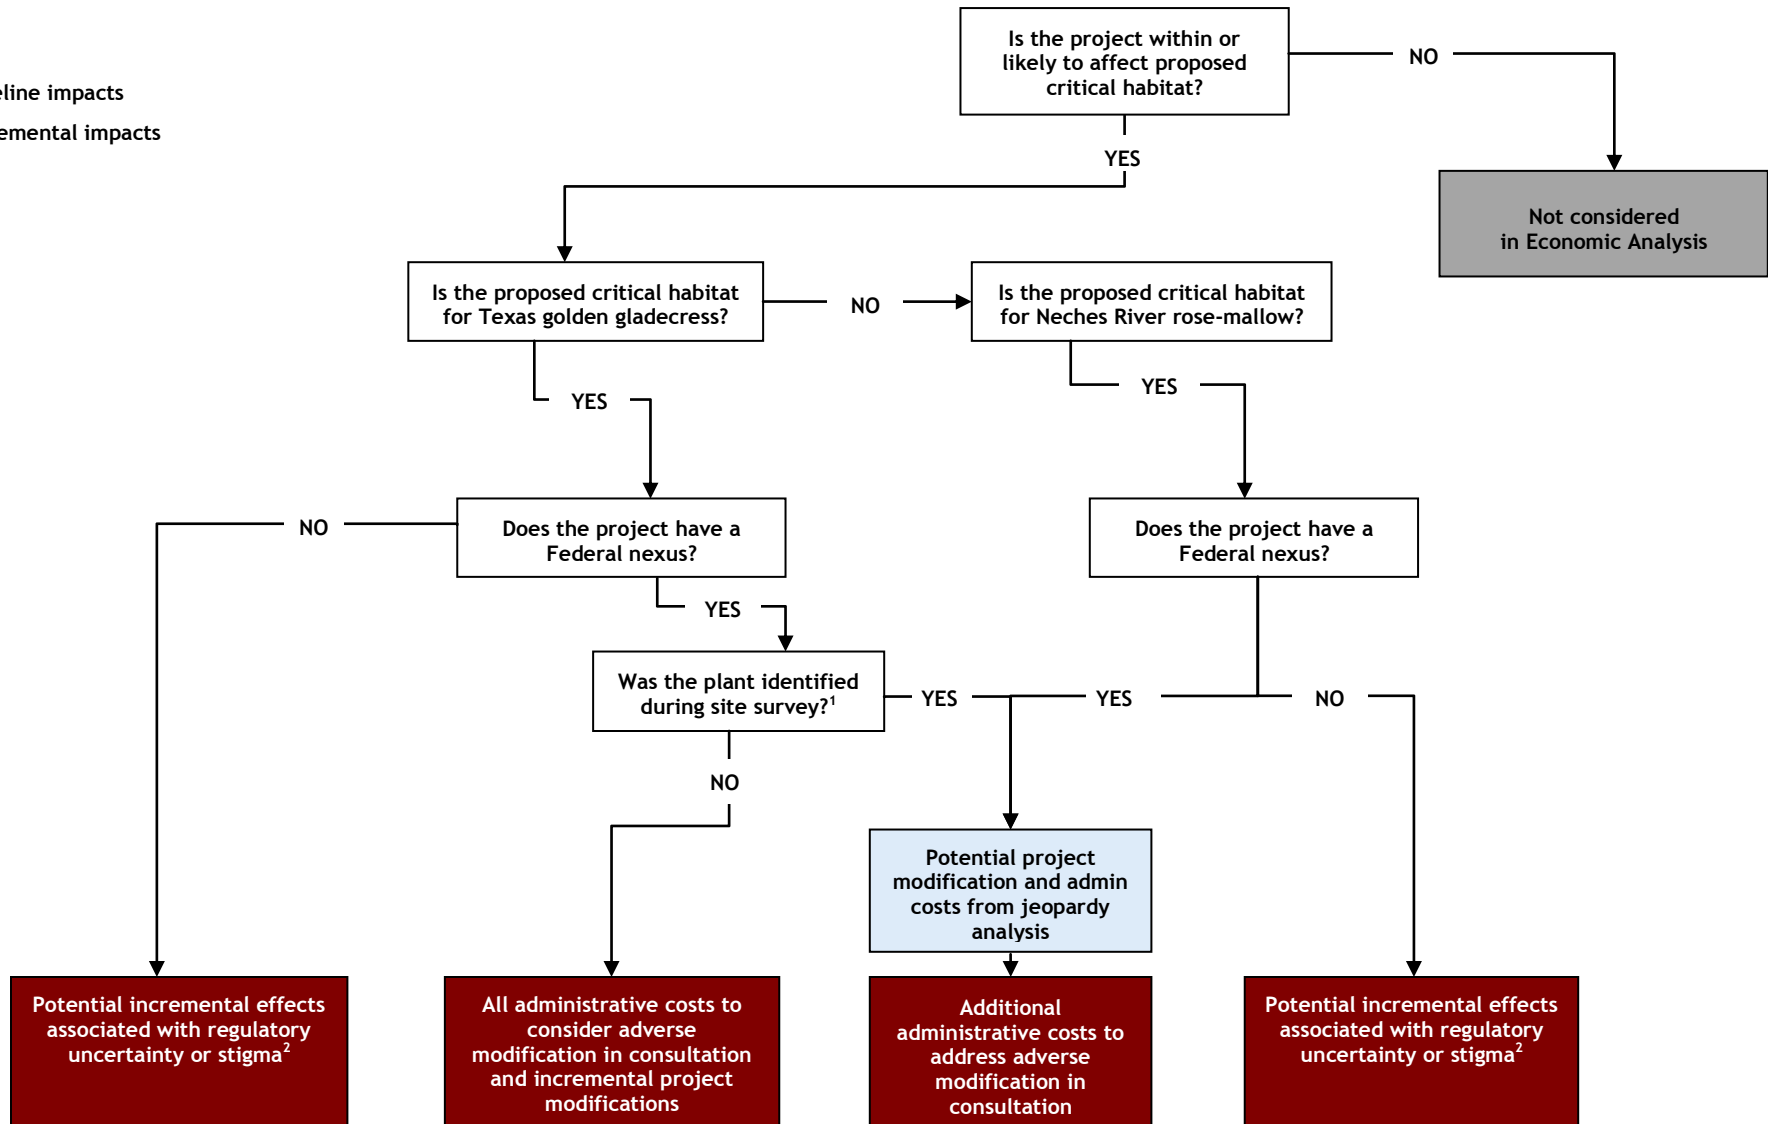 Is the project within or
likely to affect proposed
critical habitat?
NO
impacts
impacts
YES
Not considered
in Economic Analysis
Is the proposed critical habitat
for Texas golden gladecress?
NO
Is the proposed critical habitat
for Neches River rose-mallow?
YES
YES
Does the project have a
Federal nexus?
NO
Does the project have a
Federal nexus?
YES
Was the plant identified
during site survey?1
YES
YES
NO
NO
Potential project
modification and admin
costs from jeopardy
analysis
Potential incremental effects
associated with regulatory
uncertainty or stigma2
All administrative costs to
consider adverse
modification in consultation
and incremental project
modifications
Additional
administrative costs to
address adverse
modification in
consultation
Potential incremental effects
associated with regulatory
uncertainty or stigma2